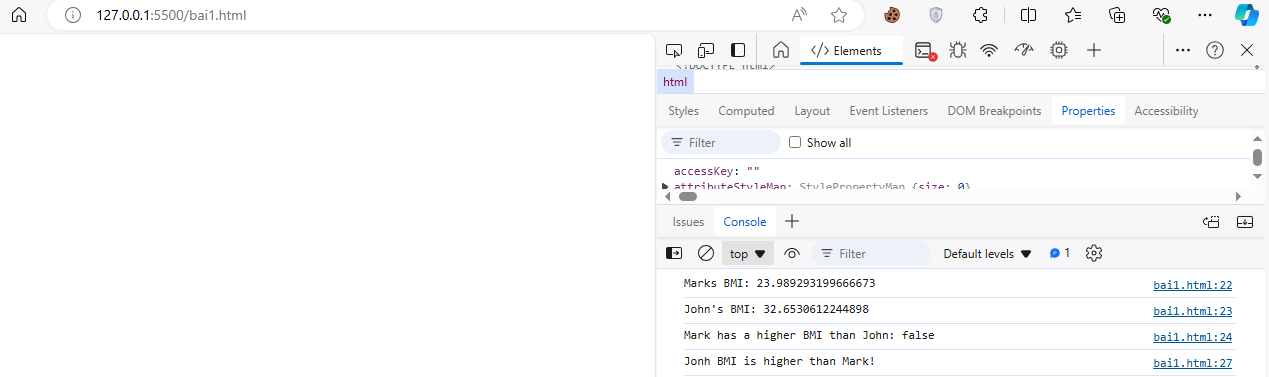 127.0.0.1:5500/bai1.html
Elements
<!DOCTYPE html>
html
Styles Computed Layout Event Listeners DOM Breakpoints Properties Accessibility
Filter Show all
accessKey: ""
attributeStyleMap: StylePropertyMap {size: 0}
Issues Console
top Filter Default levels 1
Marks BMI: 23.989293199666673 bai1.html:22
John's BMI: 32.6530612244898 bai1.html:23
Mark has a higher BMI than John: false bai1.html:24
Jonh BMI is higher than Mark! bai1.html:27